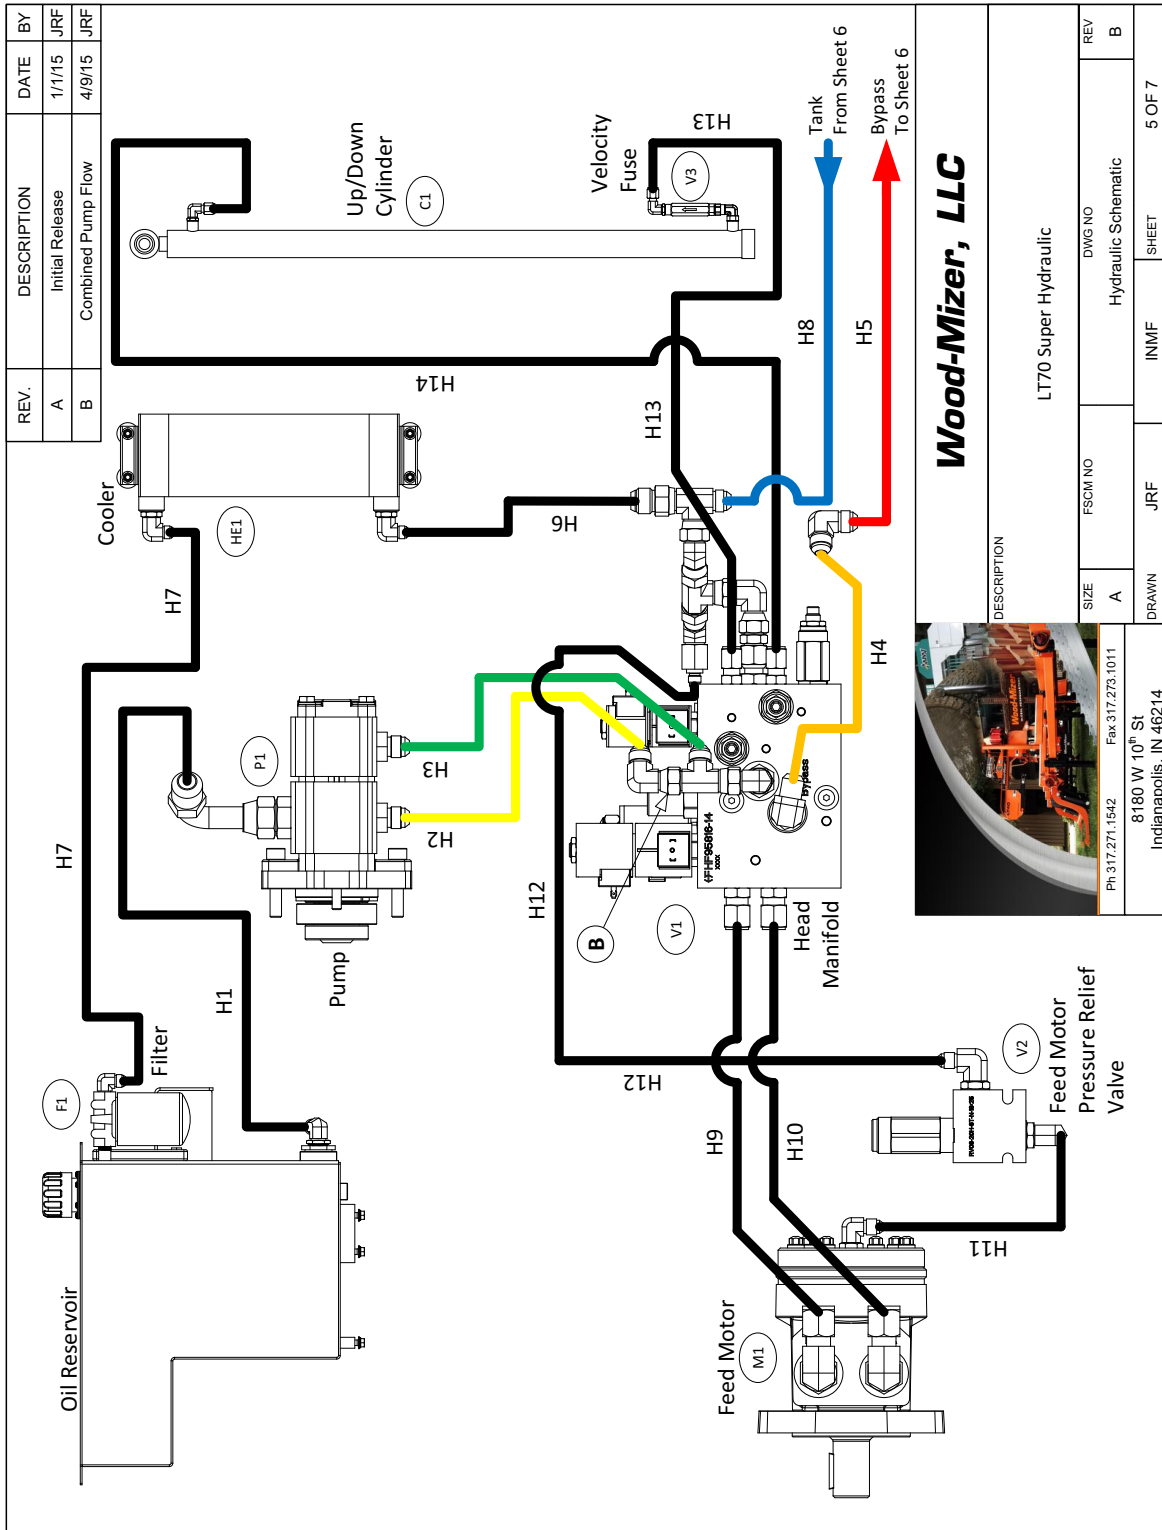 REV.
DESCRIPTION
DATE
BY
A
Initial Release
1/1/15
JRF
B
Combined Pump Flow
4/9/15
JRF
Oil Reservoir
F1
Filter
H7
H1
H7
Cooler
HE1
Pump
P1
H2
H3
H6
H14
Up/Down
Cylinder
C1
Velocity
Fuse
V3
H13
H13
Tank
From Sheet 6
Bypass
To Sheet 6
H8
H5
H4
H12
H12
B
V1
FHF95816-14
XXXX
Bypass
Head
Manifold
H9
H10
Feed Motor
M1
H11
V2
Feed Motor
Pressure Relief
Valve
Wood-Mizer, LLC
Wood-Mizer
DESCRIPTION
LT70 Super Hydraulic
SIZE
A
FSCM NO
DWG NO
Hydraulic Schematic
REV
B
DRAWN
JRF
INMF
SHEET
5 OF 7
Ph 317.271.1542
Fax 317.273.1011
8180 W 10th St
Indianapolis, IN 46214